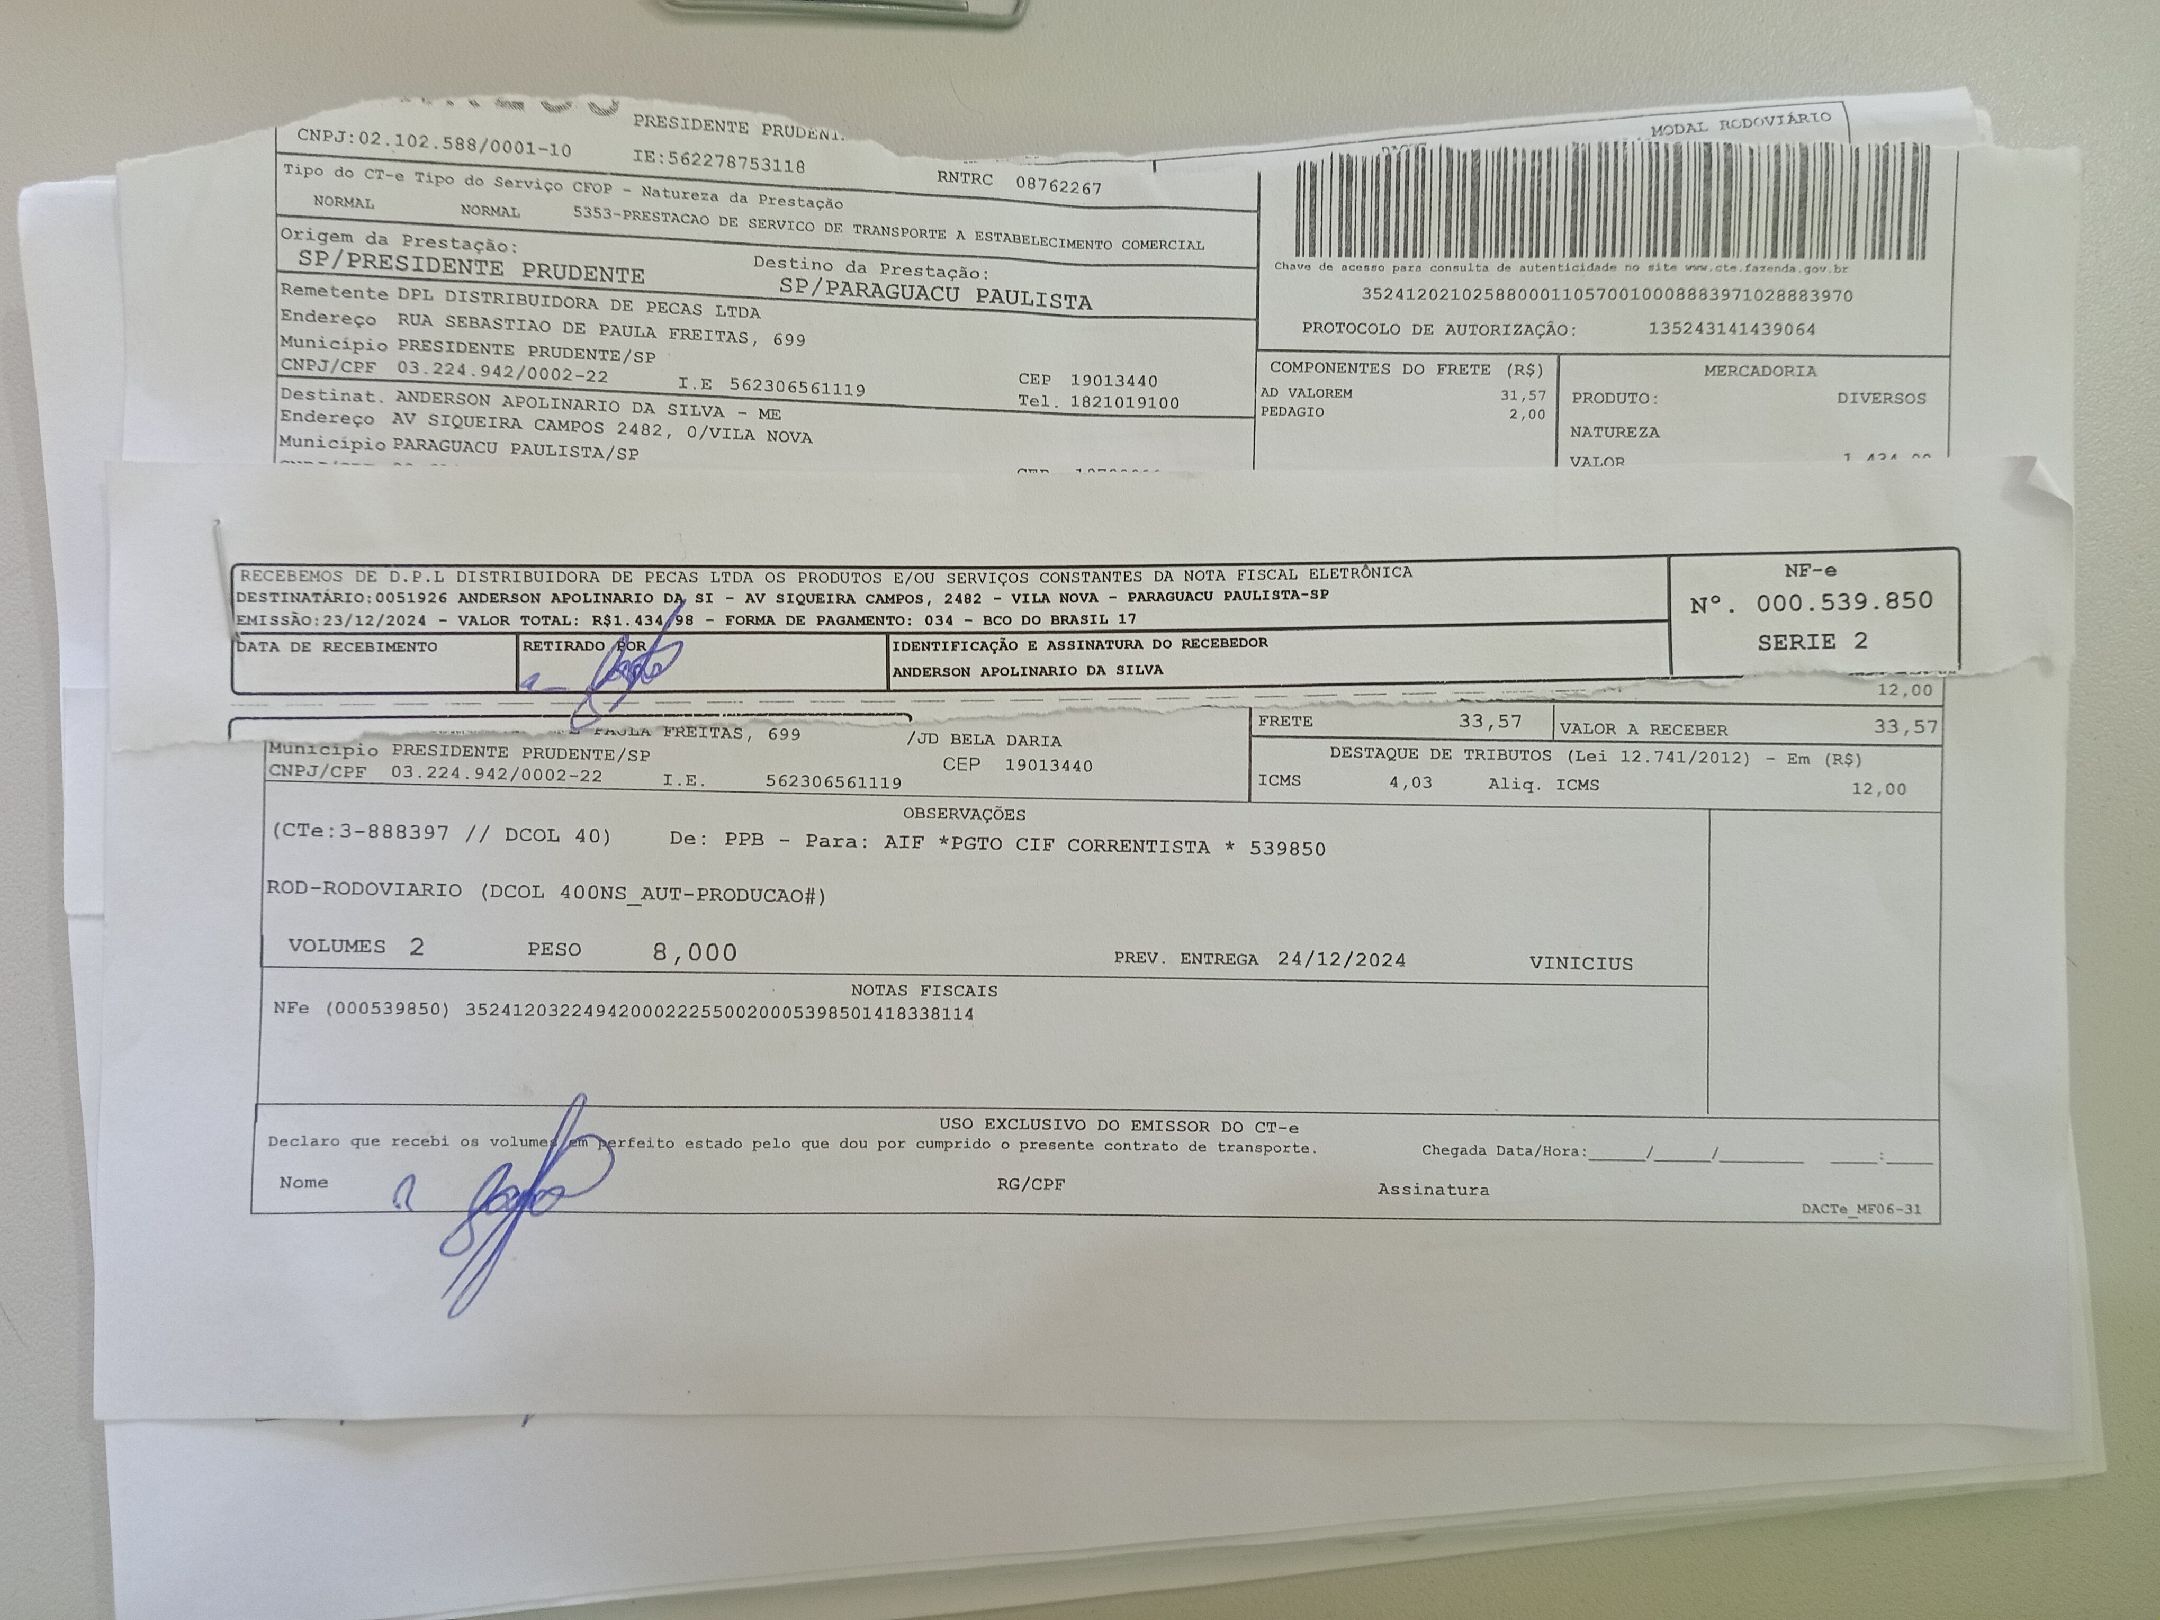 PRESIDENTE PRUDEN
MODAL RODOVIÁRIO
CNPJ:02.102.588/0001-10 IE:562278753118 RNTRC 08762267
Tipo do CT-e Tipo do Serviço CFOP - Natureza da Prestação
NORMAL NORMAL 5353-PRESTACAO DE SERVICO DE TRANSPORTE A ESTABELECIMENTO COMERCIAL
Origem da Prestação: Destino da Prestação:
SP/PRESIDENTE PRUDENTE SP/PARAGUACU PAULISTA
Chave de acesso para consulta de autenticidade no site www.cte.fazenda.gov.br
35241202102588000110570010008883971028883970
PROTOCOLO DE AUTORIZAÇÃO: 135243141439064
Remetente DPL DISTRIBUIDORA DE PECAS LTDA
Endereço RUA SEBASTIAO DE PAULA FREITAS, 699
Município PRESIDENTE PRUDENTE/SP CEP 19013440
CNPJ/CPF 03.224.942/0002-22 I.E 562306561119 Tel. 1821019100
Destinat. ANDERSON APOLINARIO DA SILVA - ME
Endereço AV SIQUEIRA CAMPOS 2482, 0/VILA NOVA
Município PARAGUACU PAULISTA/SP
COMPONENTES DO FRETE (R$)
AD VALOREM 31,57
PEDAGIO 2,00
MERCADORIA
PRODUTO: DIVERSOS
NATUREZA
VALOR
RECEBEMOS DE D.P.L DISTRIBUIDORA DE PECAS LTDA OS PRODUTOS E/OU SERVIÇOS CONSTANTES DA NOTA FISCAL ELETRÔNICA
DESTINATÁRIO:0051926 ANDERSON APOLINARIO DA SI - AV SIQUEIRA CAMPOS, 2482 - VILA NOVA - PARAGUACU PAULISTA-SP
EMISSÃO:23/12/2024 - VALOR TOTAL: R$1.434,98 - FORMA DE PAGAMENTO: 034 - BCO DO BRASIL 17
NF-e
Nº. 000.539.850
SERIE 2
DATA DE RECEBIMENTO RETIRADO POR IDENTIFICAÇÃO E ASSINATURA DO RECEBEDOR
ANDERSON APOLINARIO DA SILVA
12,00
PAULA FREITAS, 699 /JD BELA DARIA
Município PRESIDENTE PRUDENTE/SP CEP 19013440
CNPJ/CPF 03.224.942/0002-22 I.E. 562306561119
FRETE 33,57 VALOR A RECEBER 33,57
DESTAQUE DE TRIBUTOS (Lei 12.741/2012) - Em (R$)
ICMS 4,03 Aliq. ICMS 12,00
OBSERVAÇÕES
(CTe:3-888397 // DCOL 40) De: PPB - Para: AIF *PGTO CIF CORRENTISTA * 539850
ROD-RODOVIARIO (DCOL 400NS_AUT-PRODUCAO#)
VOLUMES 2 PESO 8,000 PREV. ENTREGA 24/12/2024 VINICIUS
NOTAS FISCAIS
NFe (000539850) 35241203224942000222550020005398501418338114
USO EXCLUSIVO DO EMISSOR DO CT-e
Declaro que recebi os volumes em perfeito estado pelo que dou por cumprido o presente contrato de transporte. Chegada Data/Hora:____/____/______ ____:____
Nome RG/CPF Assinatura
DACTe_MF06-31